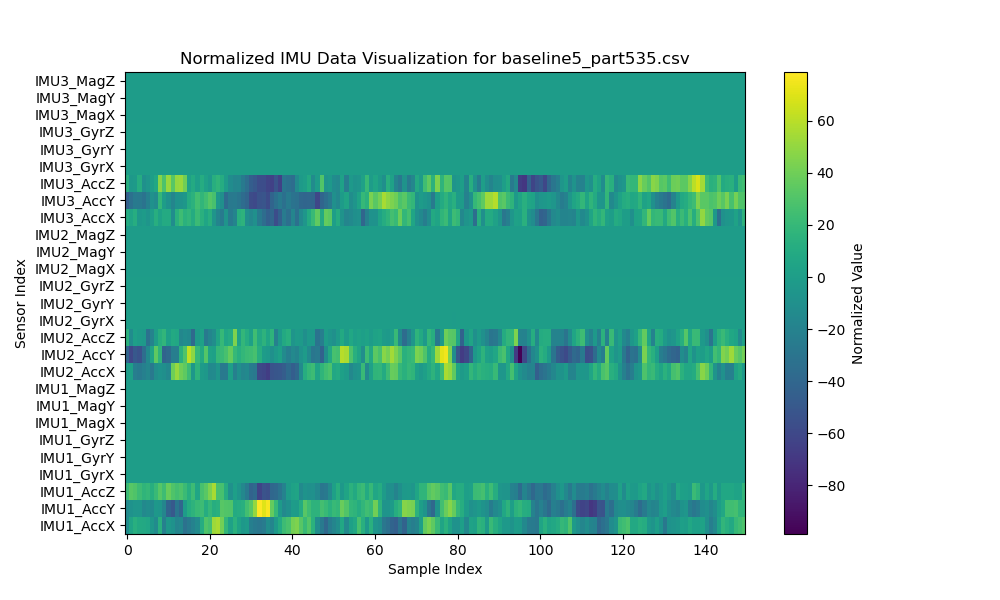 Normalized IMU Data Visualization for baseline5_part535.csv
IMU3_MagZ
IMU3_MagY
IMU3_MagX
IMU3_GyrZ
IMU3_GyrY
IMU3_GyrX
IMU3_AccZ
IMU3_AccY
IMU3_AccX
IMU2_MagZ
IMU2_MagY
IMU2_MagX
IMU2_GyrZ
IMU2_GyrY
IMU2_GyrX
IMU2_AccZ
IMU2_AccY
IMU2_AccX
IMU1_MagZ
IMU1_MagY
IMU1_MagX
IMU1_GyrZ
IMU1_GyrY
IMU1_GyrX
IMU1_AccZ
IMU1_AccY
IMU1_AccX
Sensor Index
0 20 40 60 80 100 120 140
Sample Index
60
40
20
0
−20
−40
−60
−80
Normalized Value